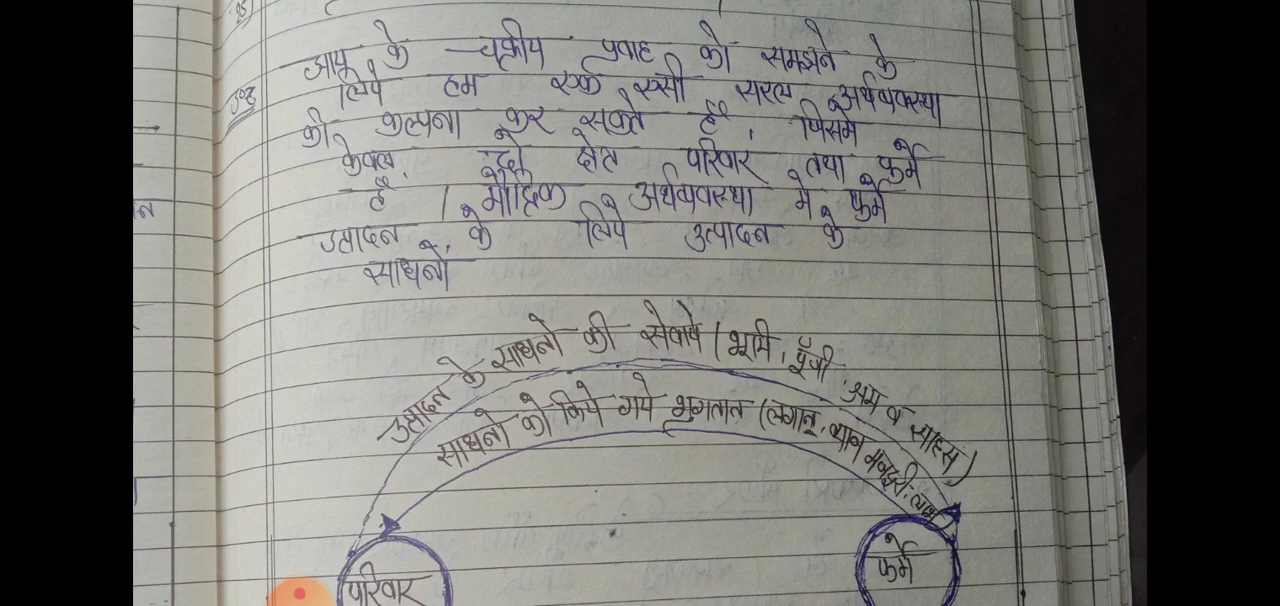 आय के चक्रीय प्रवाह को समझने के
उ०
लिये हम एक ऐसी सरल अर्थव्यवस्था
की कल्पना कर सकते हैं, जिसमें
केवल दो क्षेत्र परिवार तथा फर्में
हैं। मौद्रिक अर्थव्यवस्था में फर्में
उत्पादन के लिये उत्पादन के
साधनों
उत्पादन के साधनो की सेवाये (भूमि, पूँजी, श्रम व साहस)
साधनो को किये गये भुगतान (लगान, ब्याज मजदूरी, लाभ)
परिवार
फर्मे